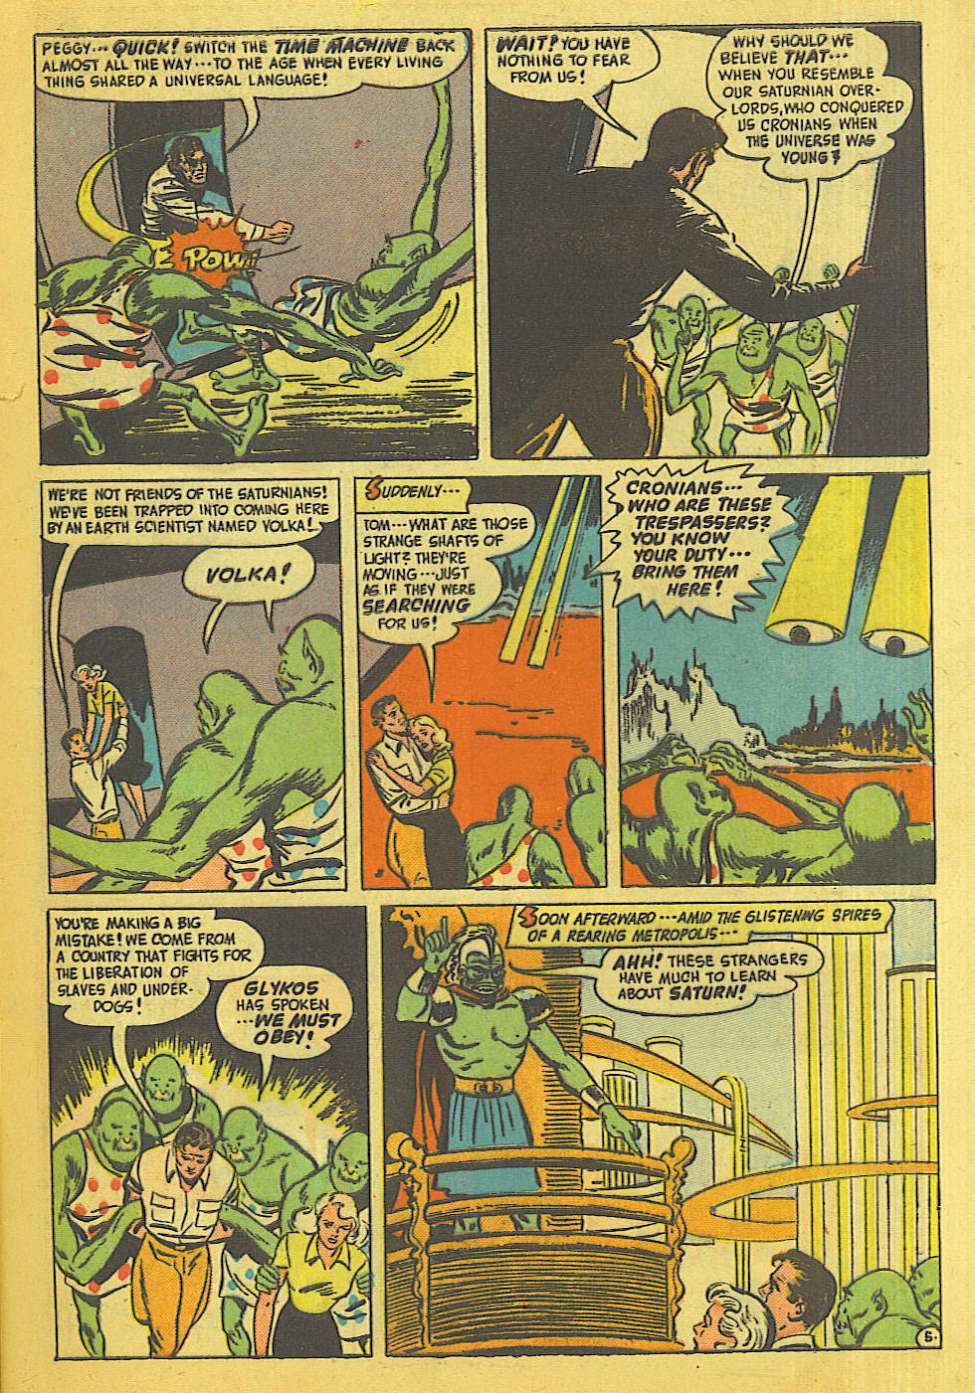 PEGGY... QUICK! SWITCH THE TIME MACHINE BACK
ALMOST ALL THE WAY... TO THE AGE WHEN EVERY LIVING
THING SHARED A UNIVERSAL LANGUAGE!
POW!
WAIT! YOU HAVE
NOTHING TO FEAR
FROM US!
WHY SHOULD WE
BELIEVE THAT...
WHEN YOU RESEMBLE
OUR SATURNIAN OVER-
LORDS, WHO CONQUERED
US CRONIANS WHEN
THE UNIVERSE WAS
YOUNG?
WE'RE NOT FRIENDS OF THE SATURNIANS!
WE'VE BEEN TRAPPED INTO COMING HERE
BY AN EARTH SCIENTIST NAMED VOLKA!
VOLKA!
SUDDENLY...
TOM... WHAT ARE THOSE
STRANGE SHAFTS OF
LIGHT? THEY'RE
MOVING... JUST
AS IF THEY WERE
SEARCHING
FOR US!
CRONIANS...
WHO ARE THESE
TRESPASSERS?
YOU KNOW
YOUR DUTY...
BRING THEM
HERE!
YOU'RE MAKING A BIG
MISTAKE! WE COME FROM
A COUNTRY THAT FIGHTS FOR
THE LIBERATION OF
SLAVES AND UNDER-
DOGS!
GLYKOS
HAS SPOKEN
...WE MUST
OBEY!
SOON AFTERWARD... AMID THE GLISTENING SPIRES
OF A REARING METROPOLIS...
AHH! THESE STRANGERS
HAVE MUCH TO LEARN
ABOUT SATURN!
5.